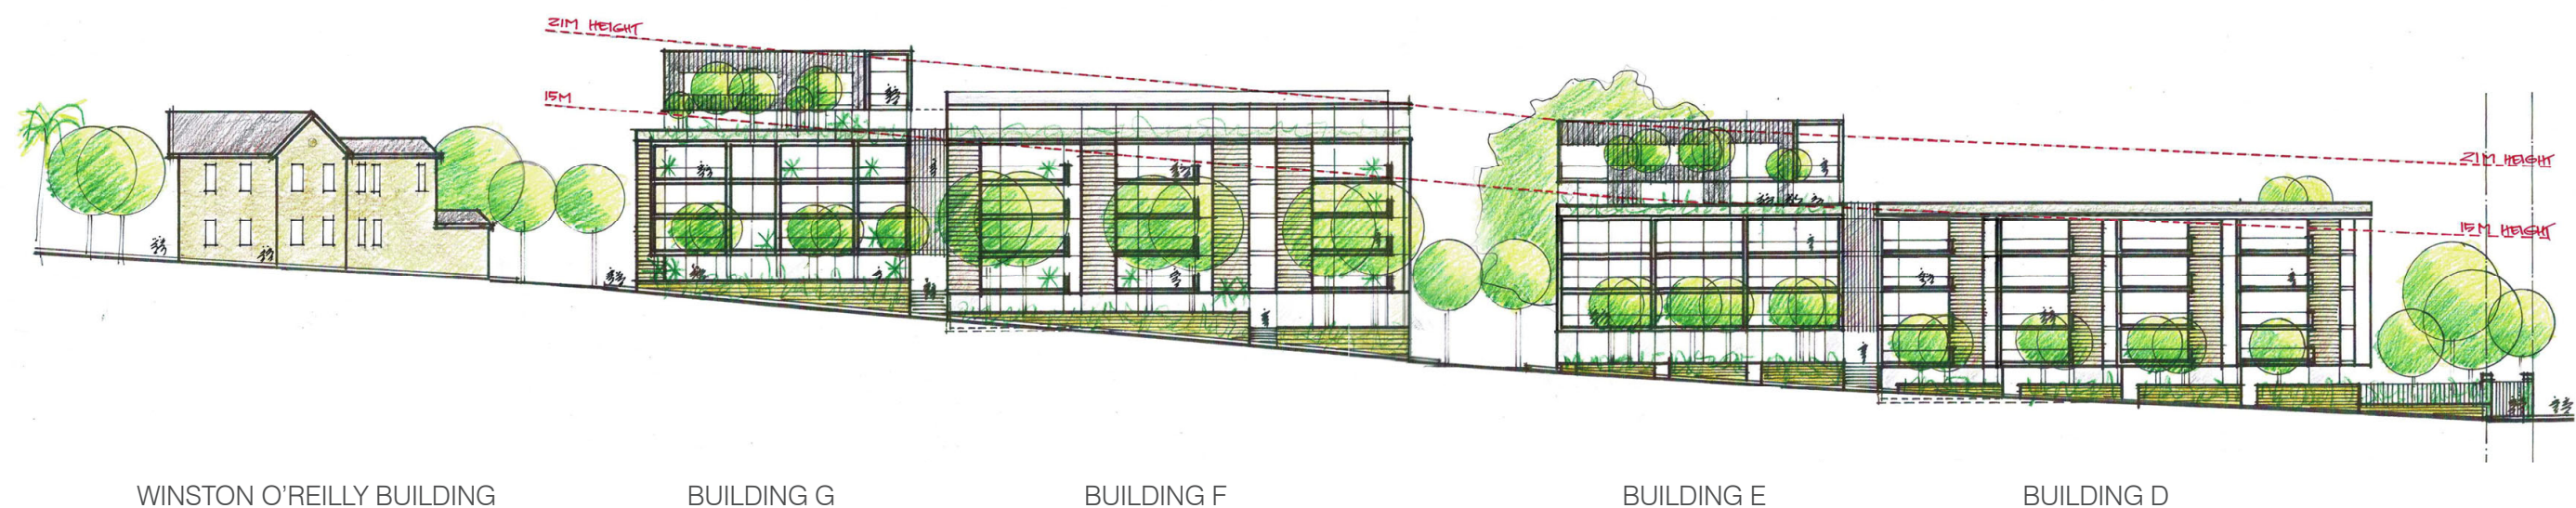 21M HEIGHT
15M
21M HEIGHT
15M HEIGHT
WINSTON O'REILLY BUILDING
BUILDING G
BUILDING F
BUILDING E
BUILDING D